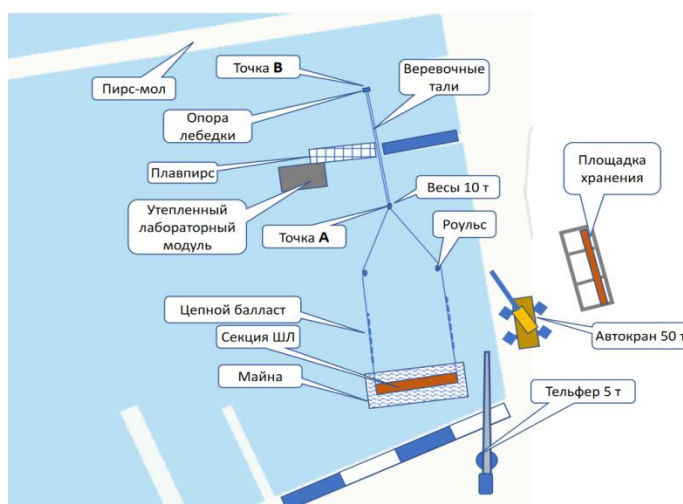 Точка В
Веревочные
тали
Пирс-мол
Опора
лебедки
Плавпирс
Площадка
хранения
Весы 10 т
Утепленный
лабораторный
модуль
Точка А
Роульс
Цепной балласт
Секция ШЛ
Майна
Автокран 50 т
Тельфер 5 т